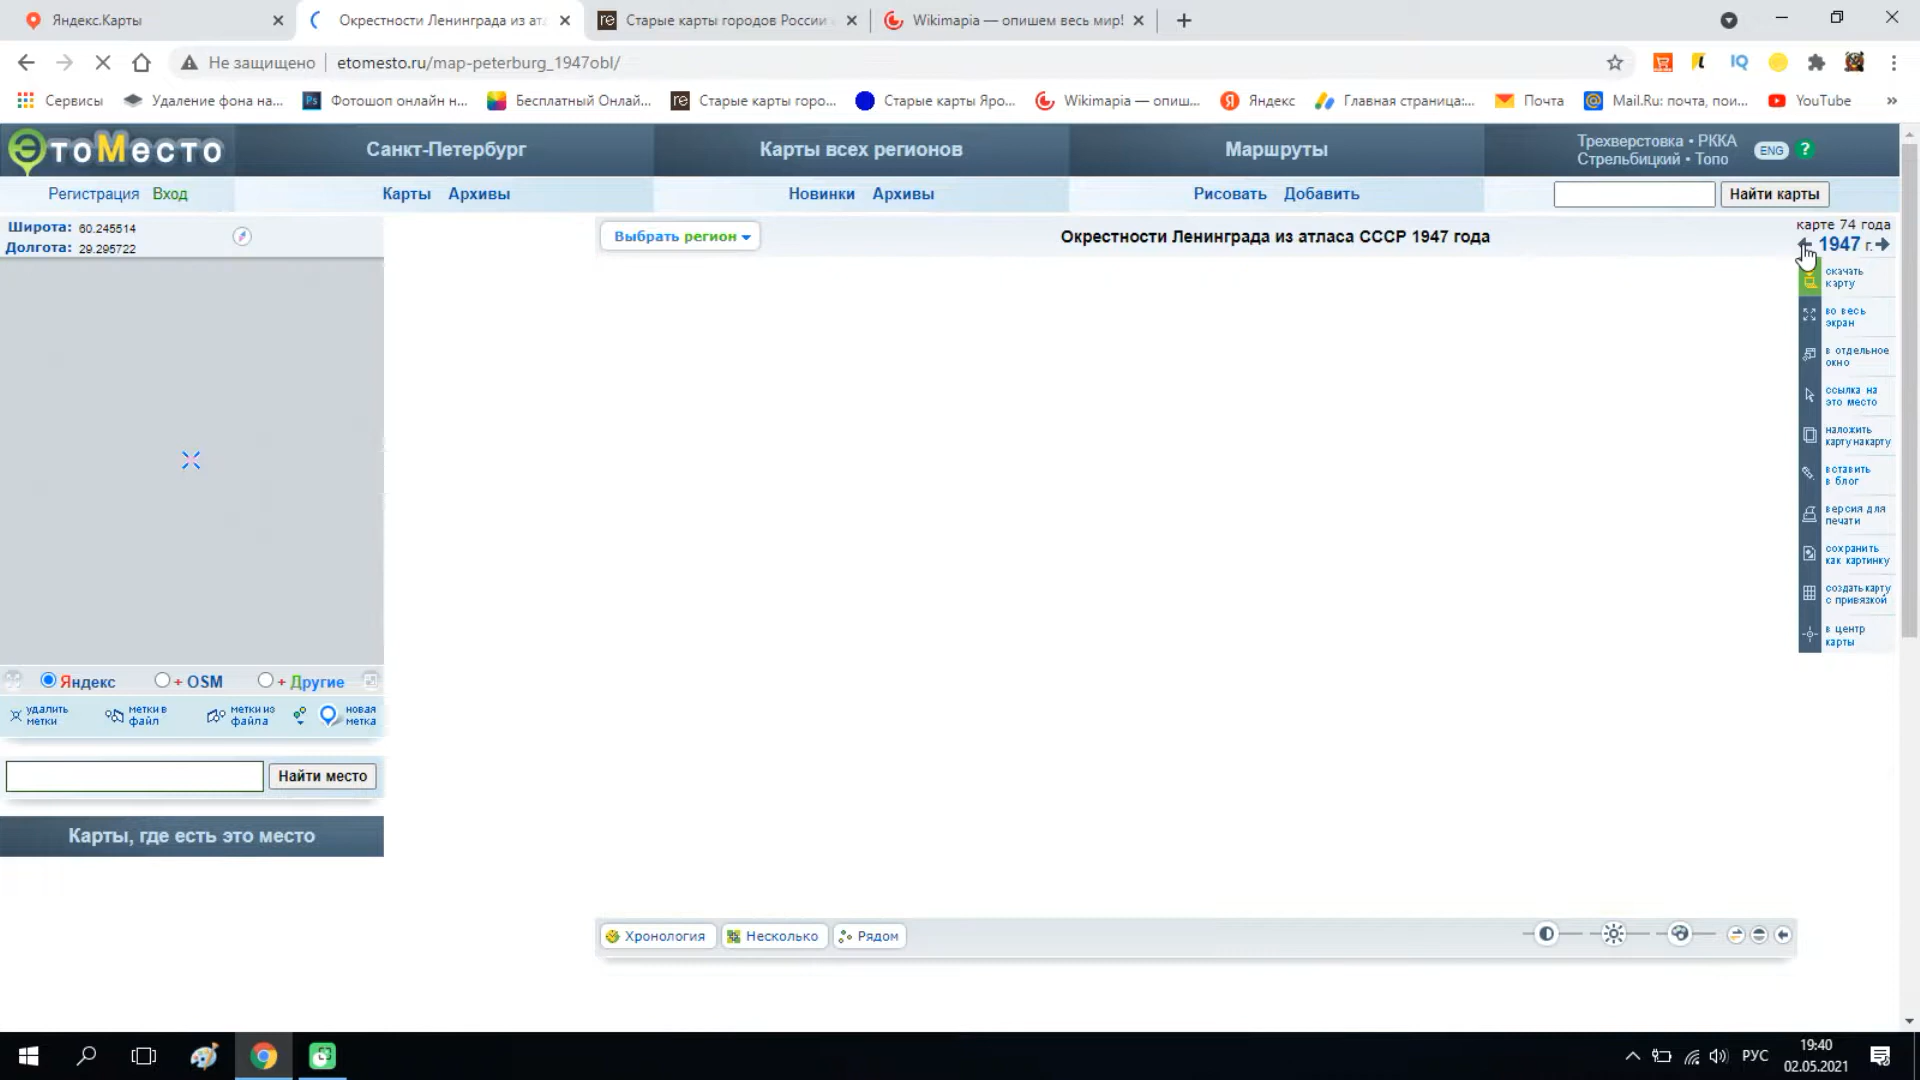 Яндекс.Карты
Окрестности Ленинграда из атл
Старые карты городов России
Wikimapia — опишем весь мир!
Не защищено
etomesto.ru/map-peterburg_1947obl/
Сервисы
Удаление фона на...
Фотошоп онлайн н...
Бесплатный Онлай...
Старые карты горо...
Старые карты Яро...
Wikimapia — опиш...
Яндекс
Главная страница:...
Почта
Mail.Ru: почта, пои...
YouTube
ЭтоМесто
Санкт-Петербург
Карты всех регионов
Маршруты
Трехверстовка • РККА
Стрельбицкий • Топо
ENG
?
Регистрация Вход
Карты Архивы
Новинки Архивы
Рисовать Добавить
Найти карты
Широта: 60.245514
Долгота: 29.295722
Выбрать регион
Окрестности Ленинграда из атласа СССР 1947 года
карте 74 года
1947 г.
скачать
карту
во весь
экран
в отдельное
окно
ссылка на
это место
наложить
карту на карту
вставить
в блог
версия для
печати
сохранить
как картинку
создать карту
с привязкой
в центр
карты
Яндекс
+ OSM
+ Другие
удалить
метки
метки в
файл
метки из
файла
новая
метка
Найти место
Карты, где есть это место
Хронология
Несколько
Рядом
РУС
19:40
02.05.2021